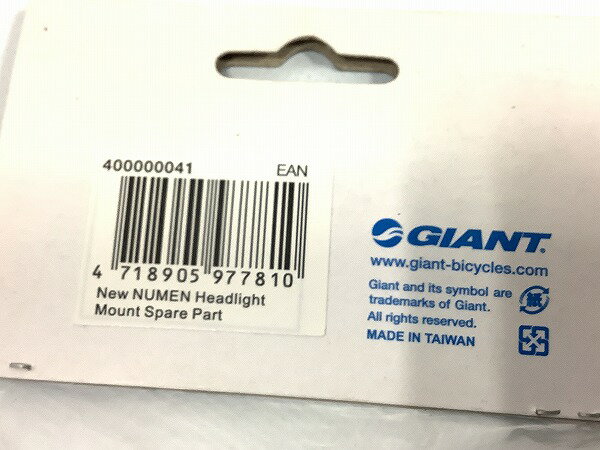 400000041 EAN
4 718905 977810
New NUMEN Headlight
Mount Spare Part
GIANT
www.giant-bicycles.com
Giant and its symbol are
trademarks of Giant.
All rights reserved.
MADE IN TAIWAN
紙